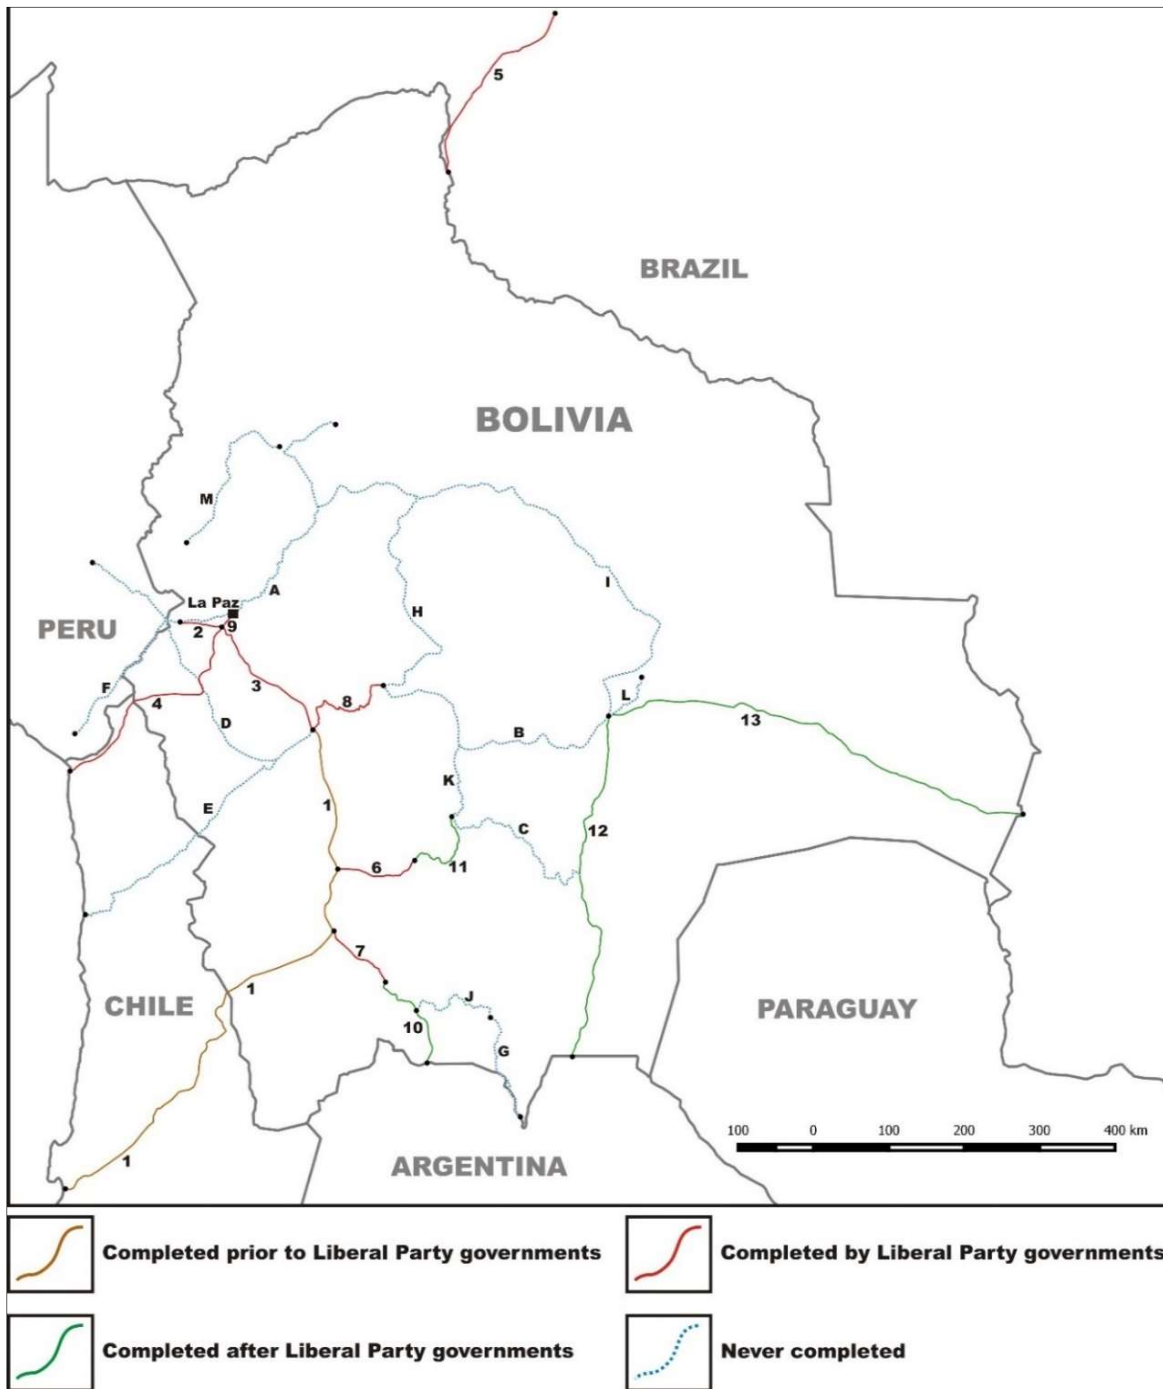 5
BRAZIL
BOLIVIA
M
A
I
La Paz
H
PERU
2
9
F
3
L
4
8
13
D
B
K
E
1
C
12
6
11
7
1
J
CHILE
PARAGUAY
10
G
100 0 100 200 300 400 km
1
ARGENTINA
Completed prior to Liberal Party governments
Completed by Liberal Party governments
Completed after Liberal Party governments
Never completed